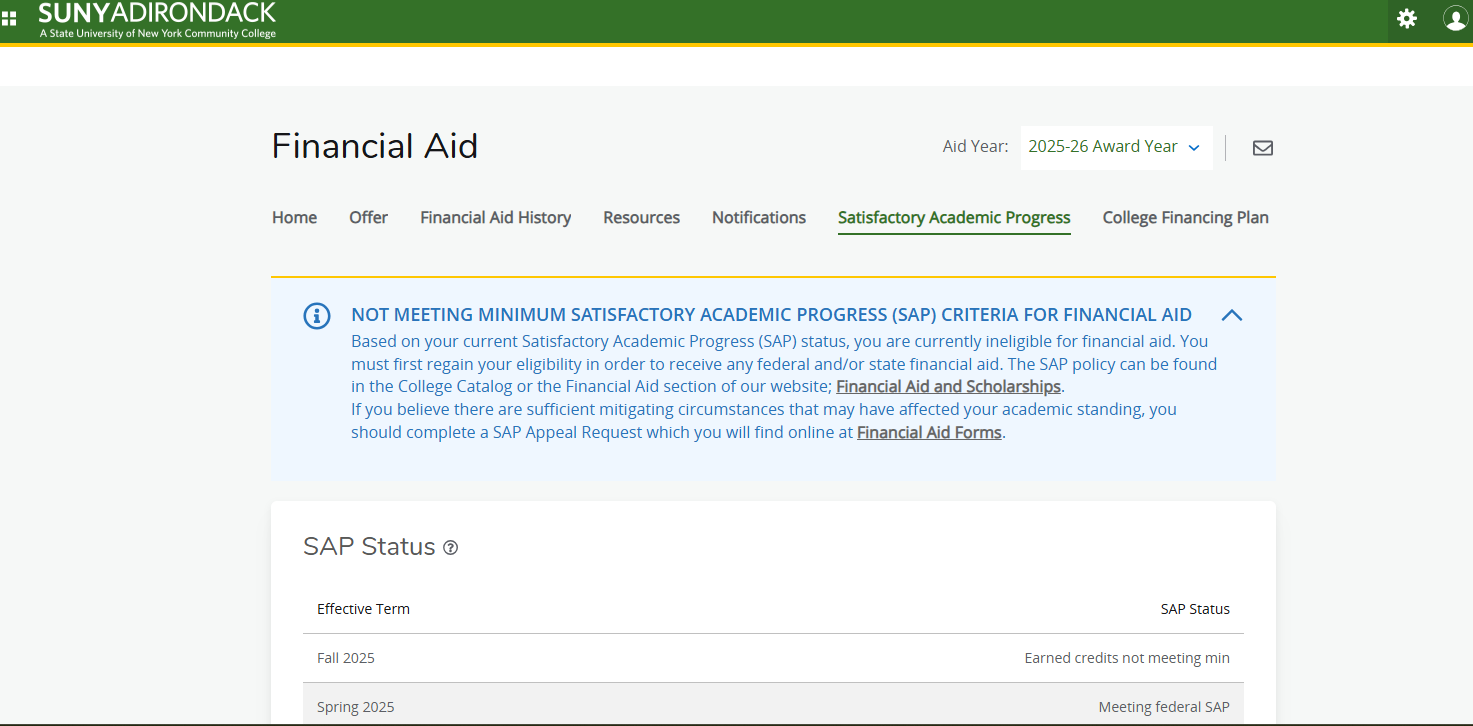 SUNYADIRONDACK
A State University of New York Community College
Financial Aid
Aid Year: 2025-26 Award Year
Home Offer Financial Aid History Resources Notifications Satisfactory Academic Progress College Financing Plan
NOT MEETING MINIMUM SATISFACTORY ACADEMIC PROGRESS (SAP) CRITERIA FOR FINANCIAL AID
Based on your current Satisfactory Academic Progress (SAP) status, you are currently ineligible for financial aid. You
must first regain your eligibility in order to receive any federal and/or state financial aid. The SAP policy can be found
in the College Catalog or the Financial Aid section of our website; Financial Aid and Scholarships.
If you believe there are sufficient mitigating circumstances that may have affected your academic standing, you
should complete a SAP Appeal Request which you will find online at Financial Aid Forms.
SAP Status
Effective Term SAP Status
Fall 2025 Earned credits not meeting min
Spring 2025 Meeting federal SAP